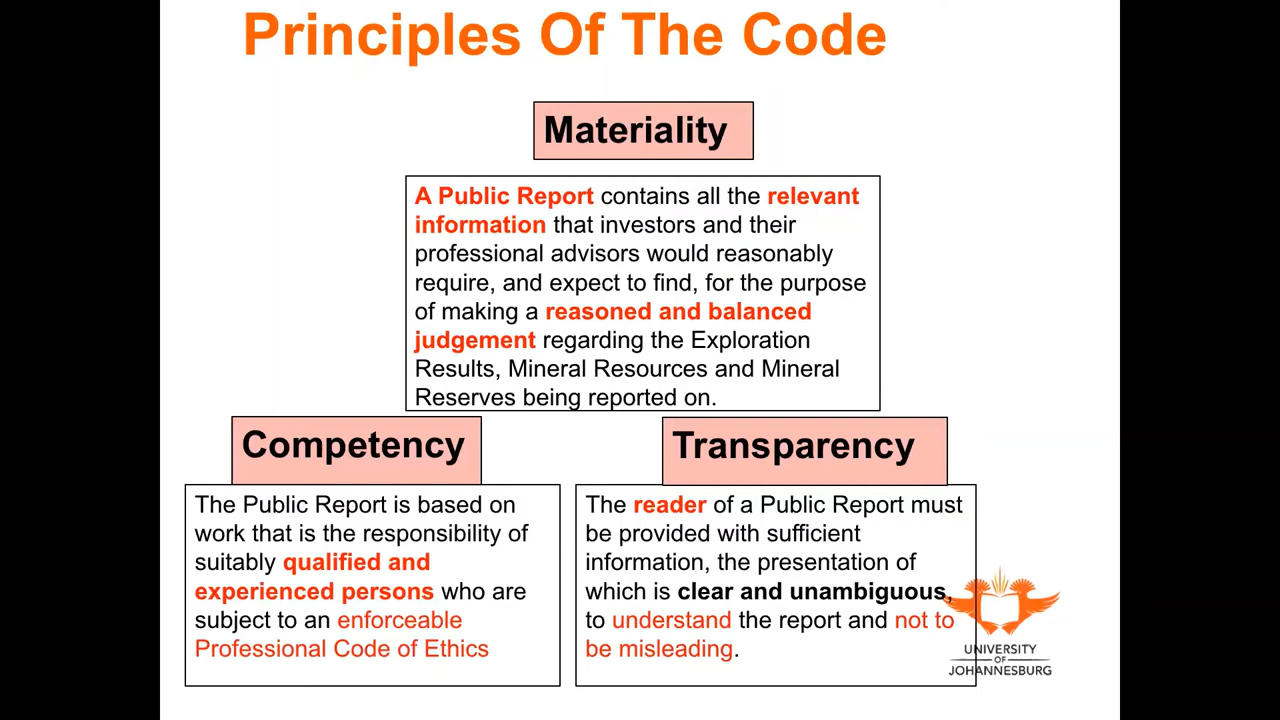 Principles Of The Code
Materiality
A Public Report contains all the relevant
information that investors and their
professional advisors would reasonably
require, and expect to find, for the purpose
of making a reasoned and balanced
judgement regarding the Exploration
Results, Mineral Resources and Mineral
Reserves being reported on.
Competency
The Public Report is based on
work that is the responsibility of
suitably qualified and
experienced persons who are
subject to an enforceable
Professional Code of Ethics
Transparency
The reader of a Public Report must
be provided with sufficient
information, the presentation of
which is clear and unambiguous,
to understand the report and not to
be misleading.
UNIVERSITY
OF
JOHANNESBURG